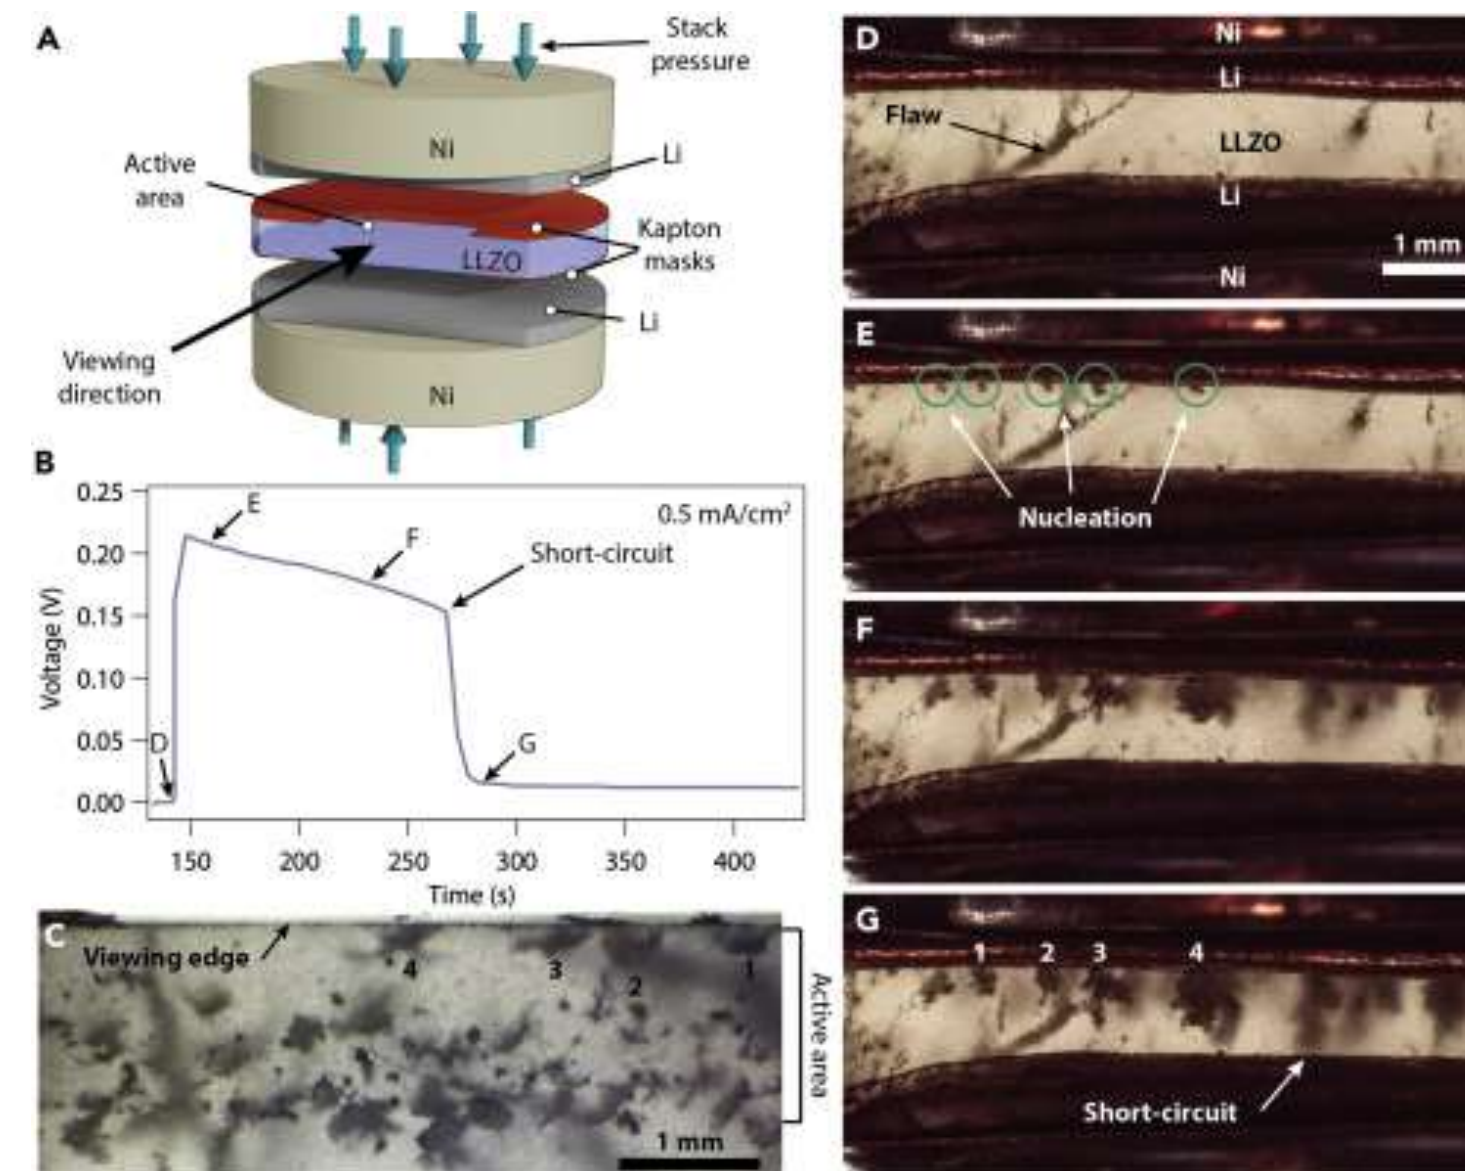 A
Stack
pressure
Ni
Li
Active
area
Kapton
masks
LLZO
Li
Viewing
direction
Ni
B
0.25
0.20
0.15
0.10
0.05
0.00
Voltage (V)
0.5 mA/cm²
E
F
Short-circuit
D
G
150
200
250
300
350
400
Time (s)
C
Viewing edge
4
3
2
1
Active area
1 mm
D
Ni
Li
Flaw
LLZO
Li
1 mm
Ni
E
Nucleation
F
G
1 2 3 4
Short-circuit